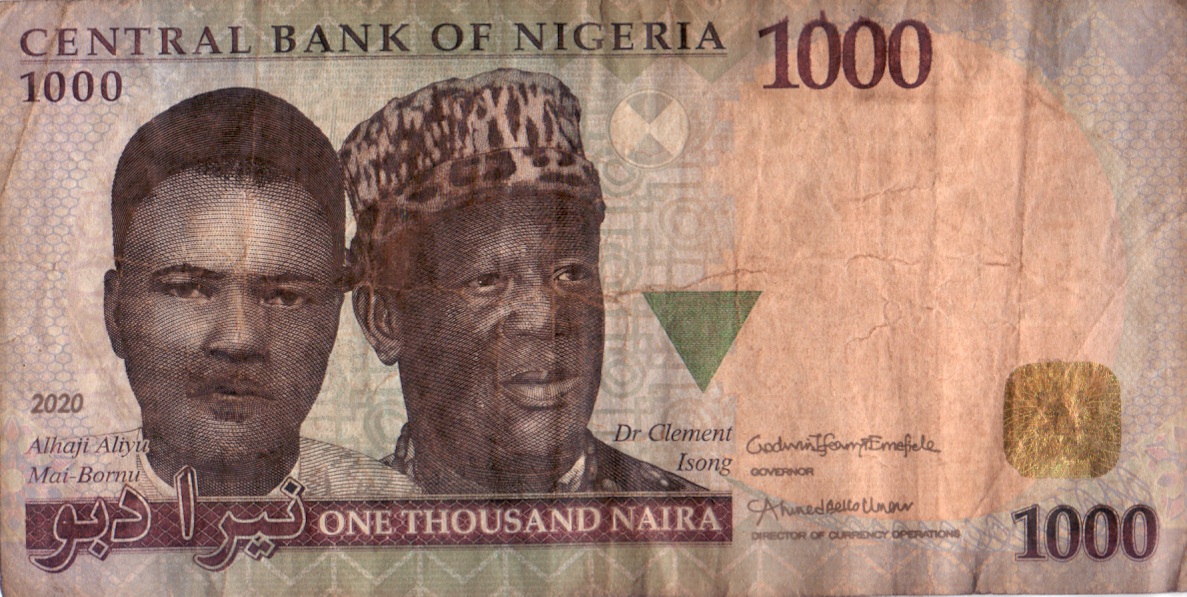 CENTRAL BANK OF NIGERIA
1000
1000
2020
Alhaji Aliyu
Mai-Bornu
Dr Clement
Isong
Godwin Ifeanyi Emefiele
GOVERNOR
Ahmed Bello Umar
DIRECTOR OF CURRENCY OPERATIONS
نيرا دبو
ONE THOUSAND NAIRA
1000